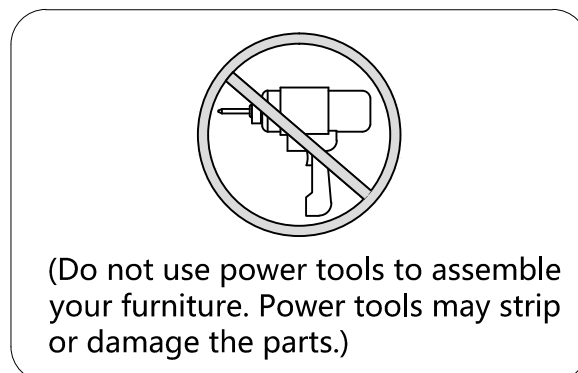 (Do not use power tools to assemble
your furniture. Power tools may strip
or damage the parts.)